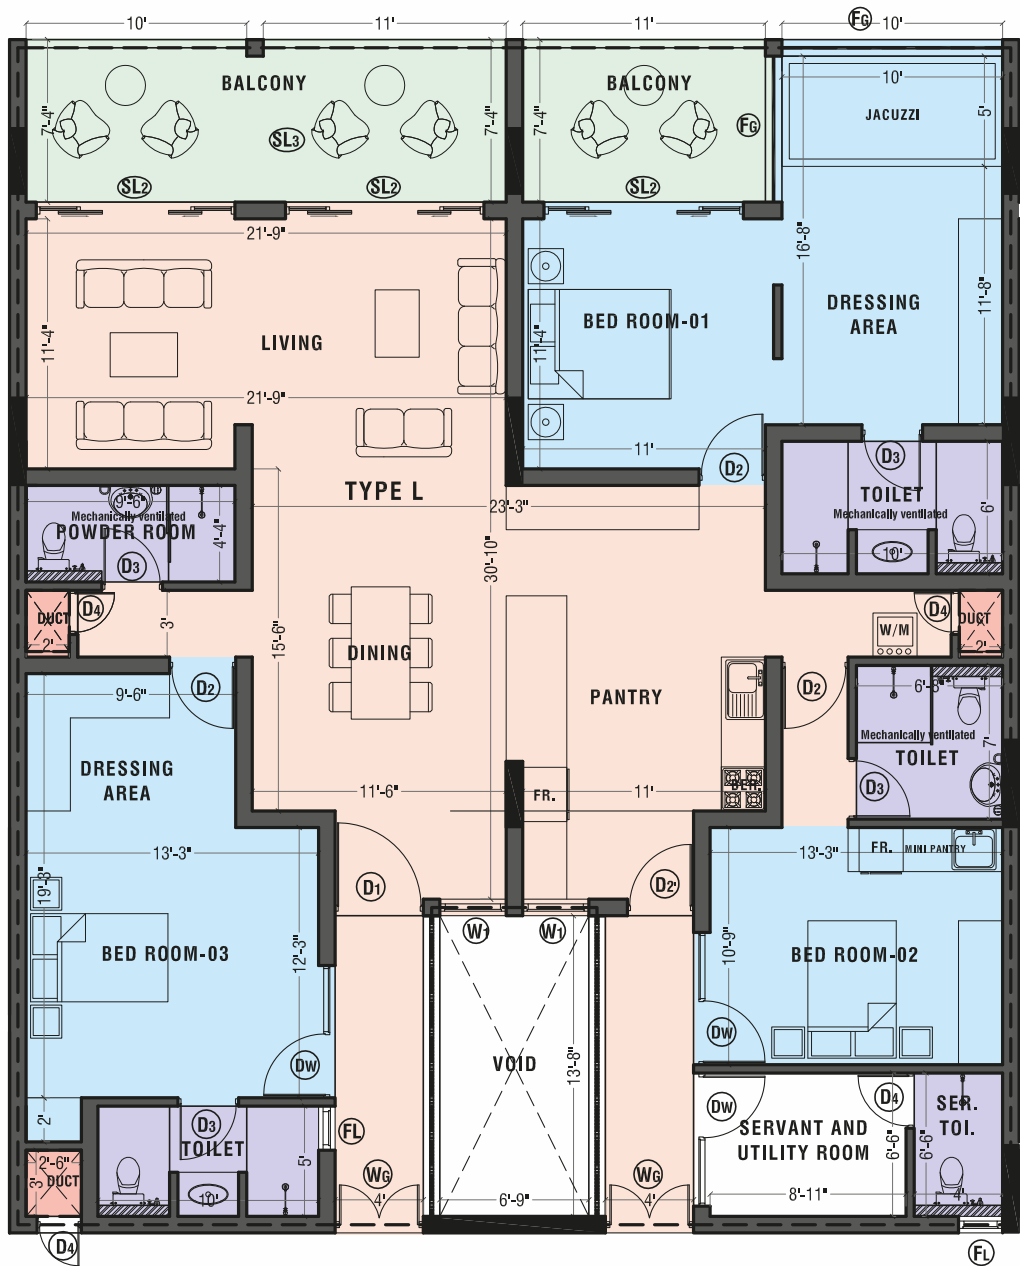 10'
11'
11'
FG
10'
BALCONY
BALCONY
10'
JACUZZI
5'
7'-4"
7'-4"
7'-4"
SL3
FG
SL2
SL2
SL2
21'-9"
16'-8"
11'-8"
11'-4"
LIVING
11'-4"
BED ROOM-01
DRESSING
AREA
21'-9"
11'
D2
D3
TYPE L
23'-3"
TOILET
Mechanically ventilated
6'
10'
9'-6"
Mechanically ventilated
POWDER ROOM
4'-4"
D3
30'-10"
DUCT
2'
D4
3'
15'-6"
DINING
W/M
D4
DUCT
2'
9'-6"
D2
PANTRY
D2
6'-8"
Mechanically ventilated
TOILET
7'
D3
DRESSING
AREA
11'-6"
FR.
11'
13'-3"
19'-3"
D1
D2'
13'-3"
FR.
MINI PANTRY
W1
W1
BED ROOM-03
12'-3"
10'-9"
BED ROOM-02
VOID
13'-8"
DW
DW
2'
D3
TOILET
10'
5'
FL
DW
SERVANT AND
UTILITY ROOM
6'-6"
D4
SER.
TOI.
6'-6"
2'-6"
3'
DUCT
WG
4'
6'-9"
WG
4'
8'-11"
4'
D4
FL